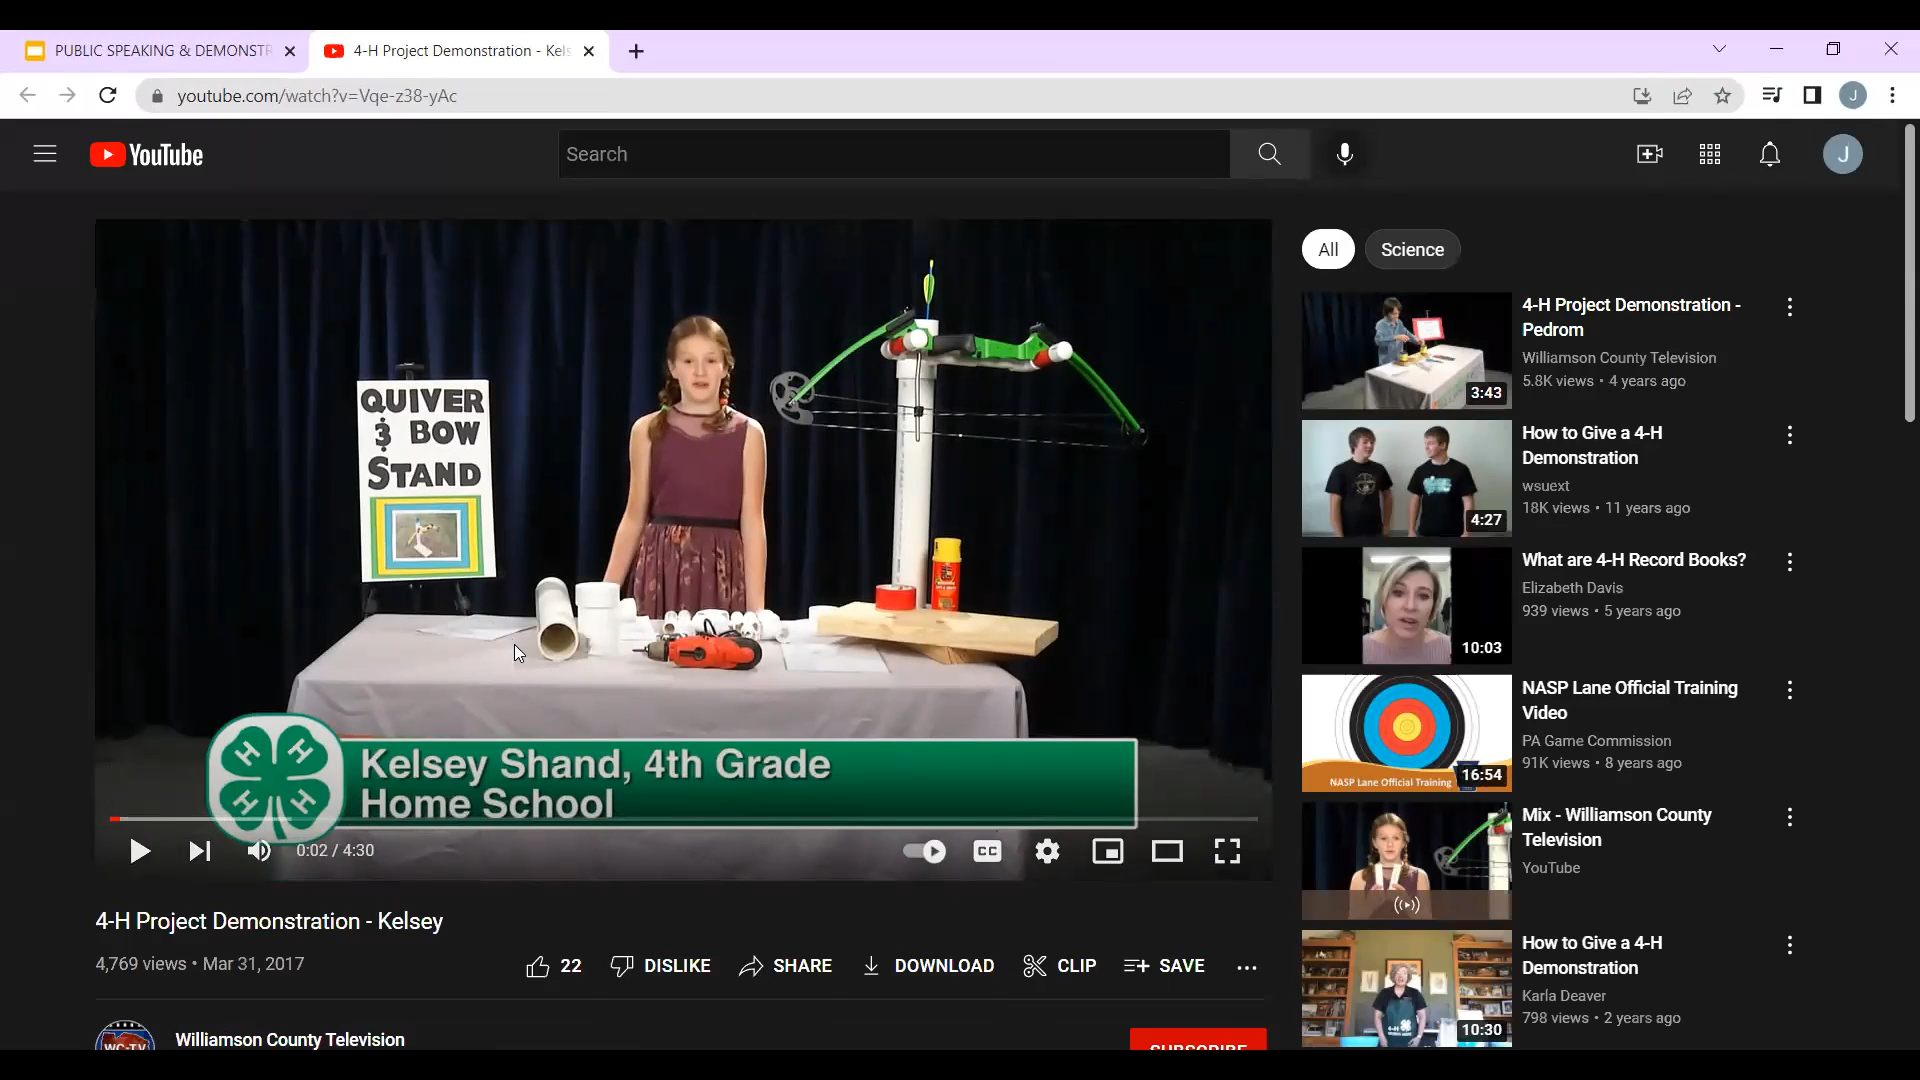 PUBLIC SPEAKING & DEMONSTR
4-H Project Demonstration - Kels
youtube.com/watch?v=Vqe-z38-yAc
J
YouTube
Search
J
QUIVER
& BOW
STAND
H H
H H
Kelsey Shand, 4th Grade
Home School
0:02 / 4:30
CC
4-H Project Demonstration - Kelsey
4,769 views • Mar 31, 2017
22 DISLIKE SHARE DOWNLOAD CLIP SAVE
WC-TV
Williamson County Television
SUBSCRIBE
All Science
3:43
4-H Project Demonstration -
Pedrom
Williamson County Television
5.8K views • 4 years ago
4:27
How to Give a 4-H
Demonstration
wsuext
18K views • 11 years ago
10:03
What are 4-H Record Books?
Elizabeth Davis
939 views • 5 years ago
NASP Lane Official Training
16:54
NASP Lane Official Training
Video
PA Game Commission
91K views • 8 years ago
Mix - Williamson County
Television
YouTube
10:30
How to Give a 4-H
Demonstration
Karla Deaver
798 views • 2 years ago